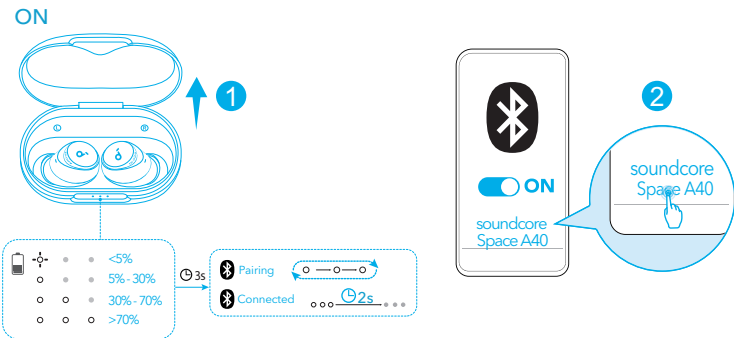 ON
1
L
R
<5%
5% - 30%
30% - 70%
>70%
3s
Pairing
Connected
2s
ON
soundcore
Space A40
2
soundcore
Space A40